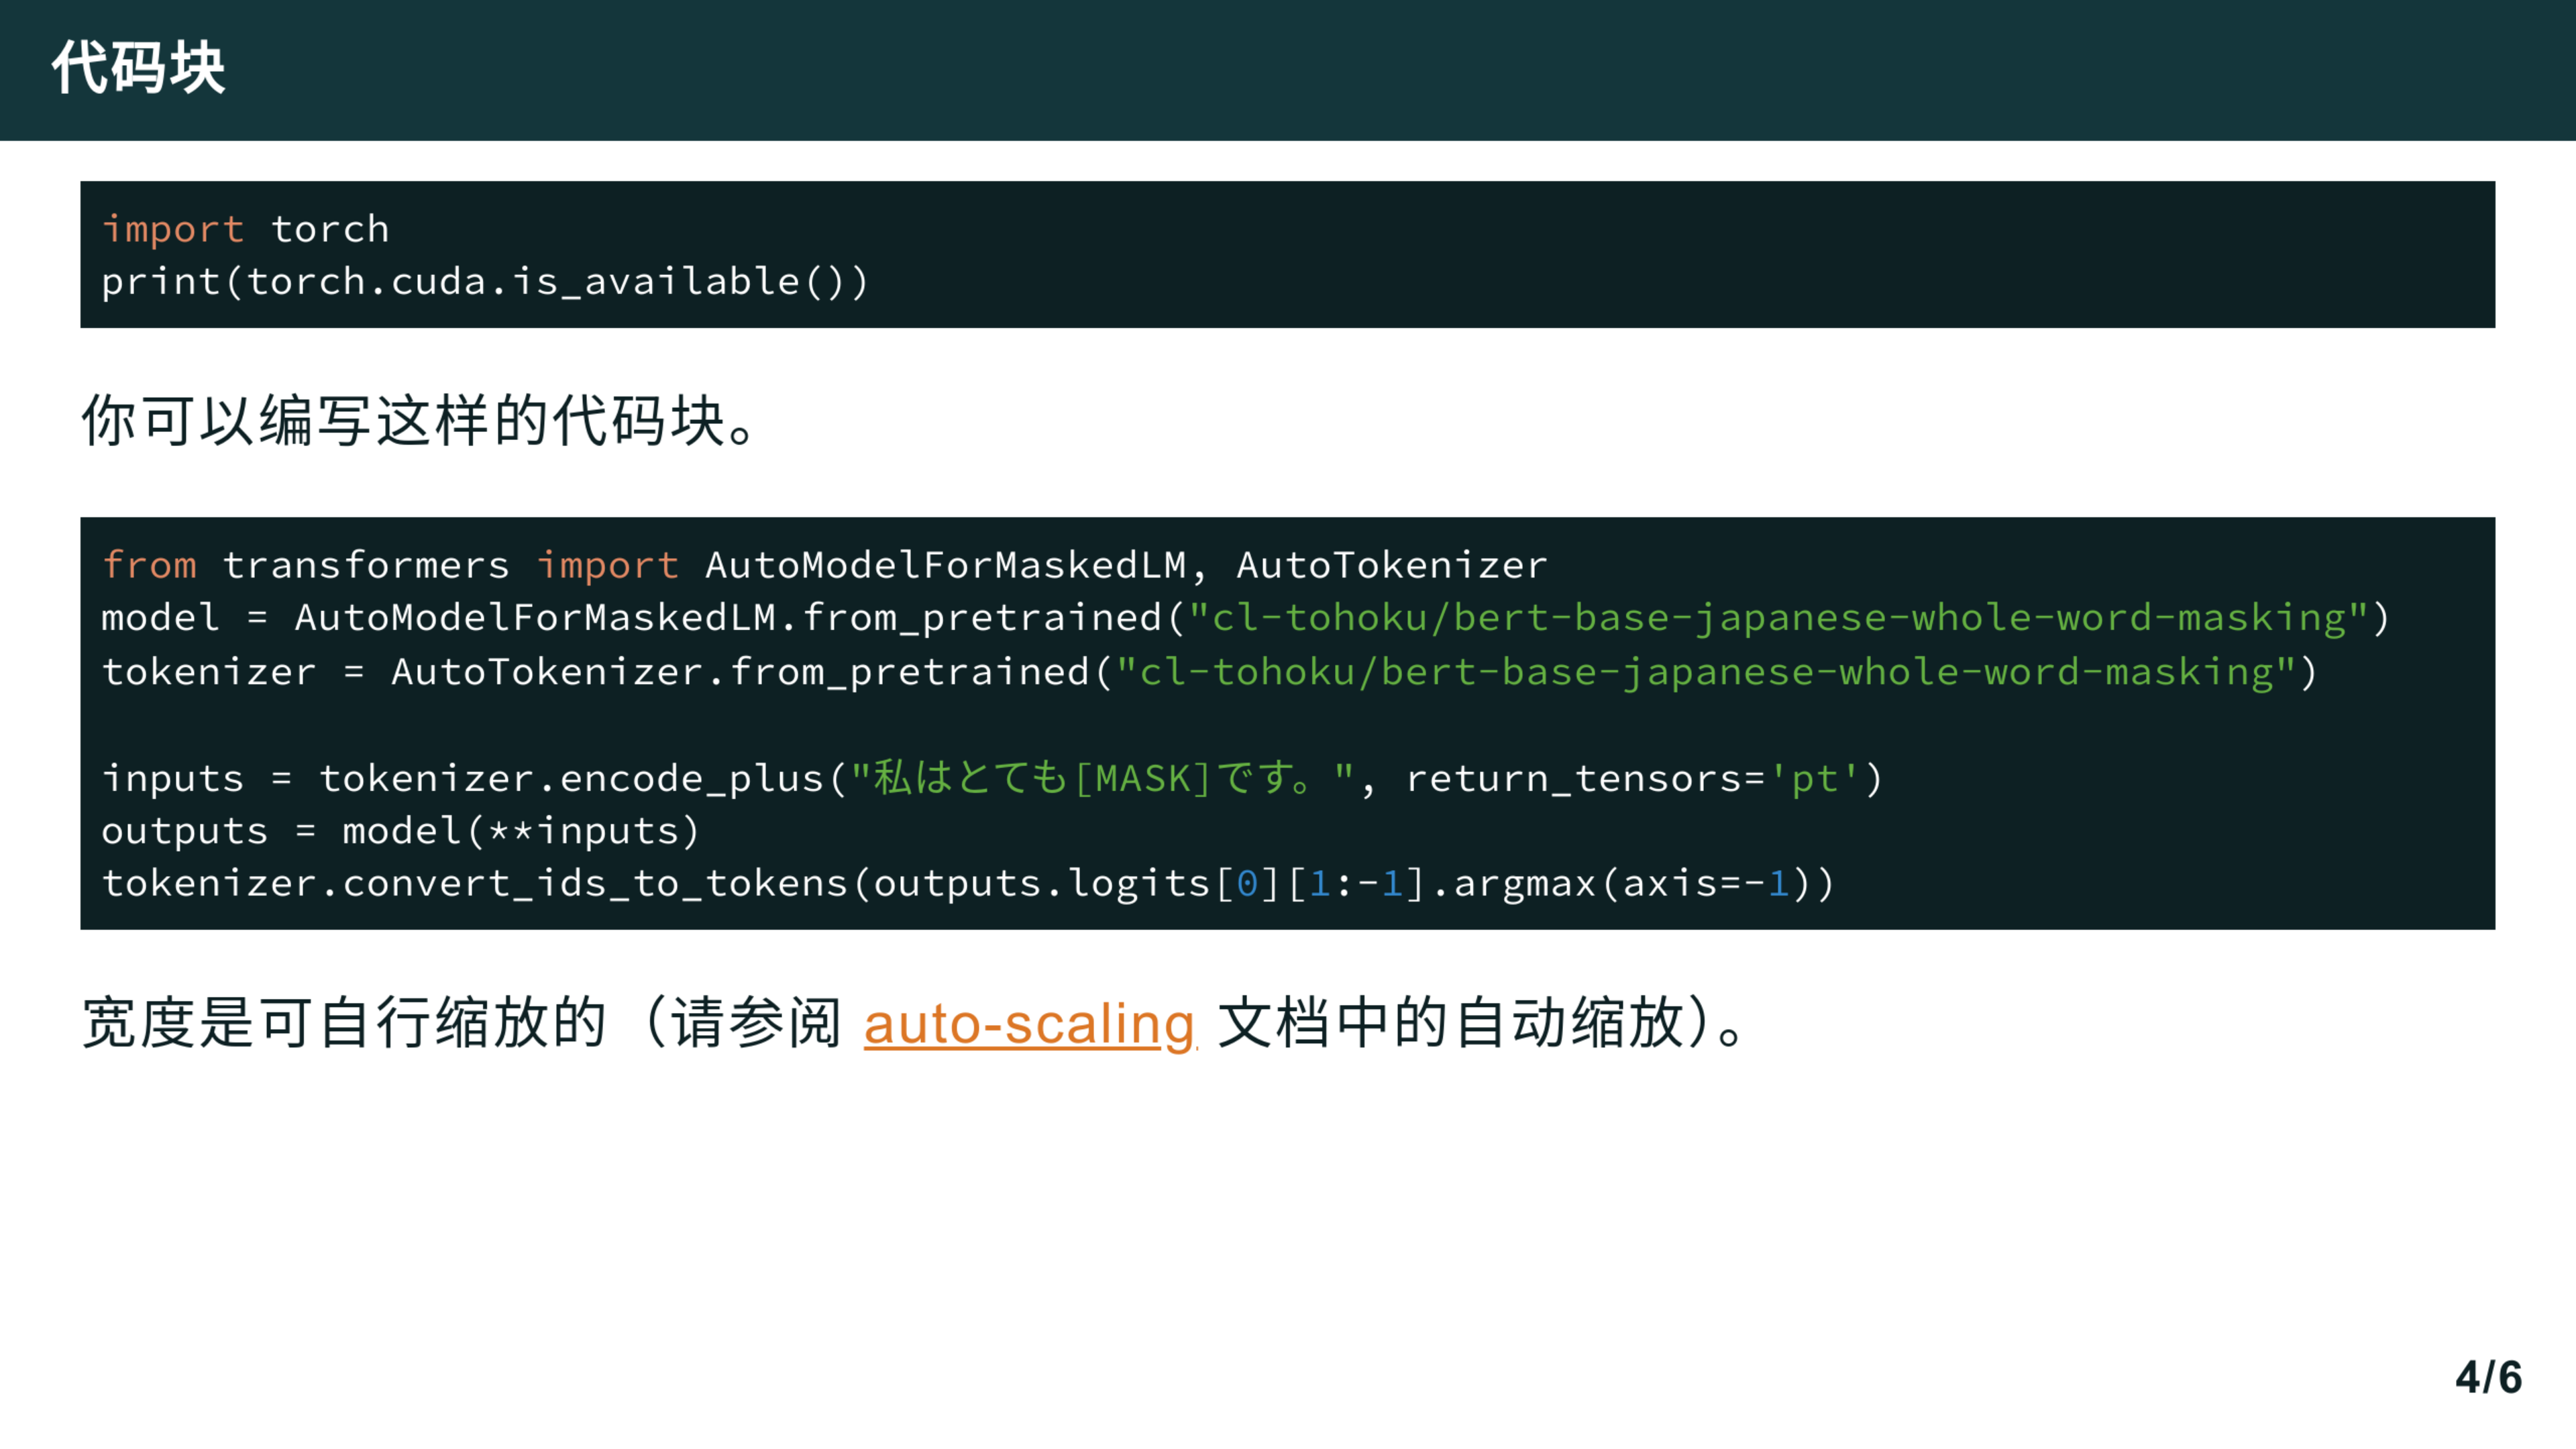 代码块
import torch
print(torch.cuda.is_available())
你可以编写这样的代码块。
from transformers import AutoModelForMaskedLM, AutoTokenizer
model = AutoModelForMaskedLM.from_pretrained("cl-tohoku/bert-base-japanese-whole-word-masking")
tokenizer = AutoTokenizer.from_pretrained("cl-tohoku/bert-base-japanese-whole-word-masking")
inputs = tokenizer.encode_plus("私はとても[MASK]です。", return_tensors='pt')
outputs = model(**inputs)
tokenizer.convert_ids_to_tokens(outputs.logits[0][1:-1].argmax(axis=-1))
宽度是可自行缩放的（请参阅 auto-scaling 文档中的自动缩放）。
4/6